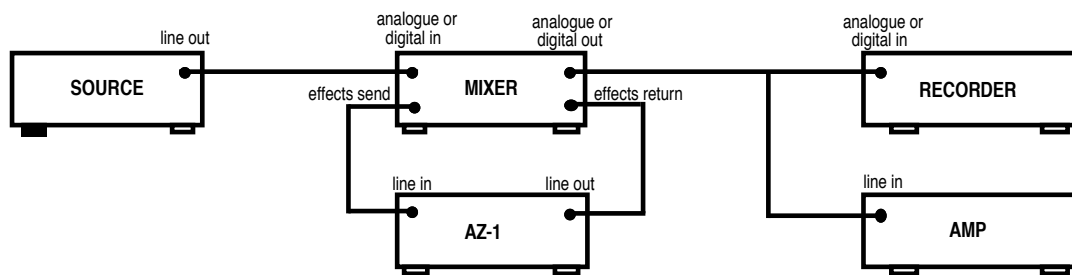 line out
SOURCE
analogue or
digital in
effects send
MIXER
analogue or
digital out
effects return
line in
AZ-1
line out
analogue or
digital in
RECORDER
line in
AMP